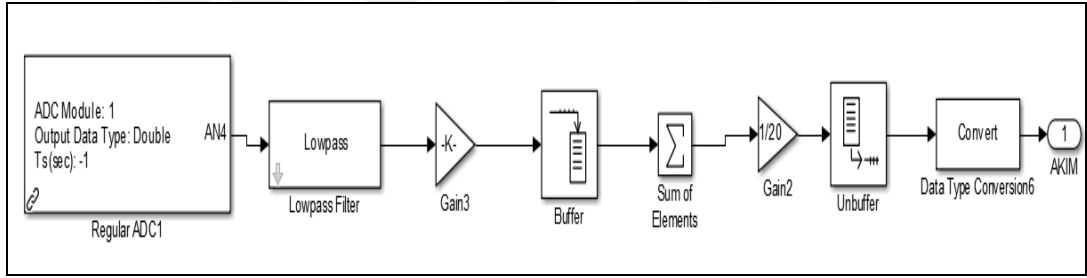 ADC Module: 1
Output Data Type: Double
Ts(sec): -1
AN4
Regular ADC1
Lowpass
Lowpass Filter
-K-
Gain3
Buffer
Σ
Sum of
Elements
1/20
Gain2
Unbuffer
Convert
Data Type Conversion6
1
AKIM